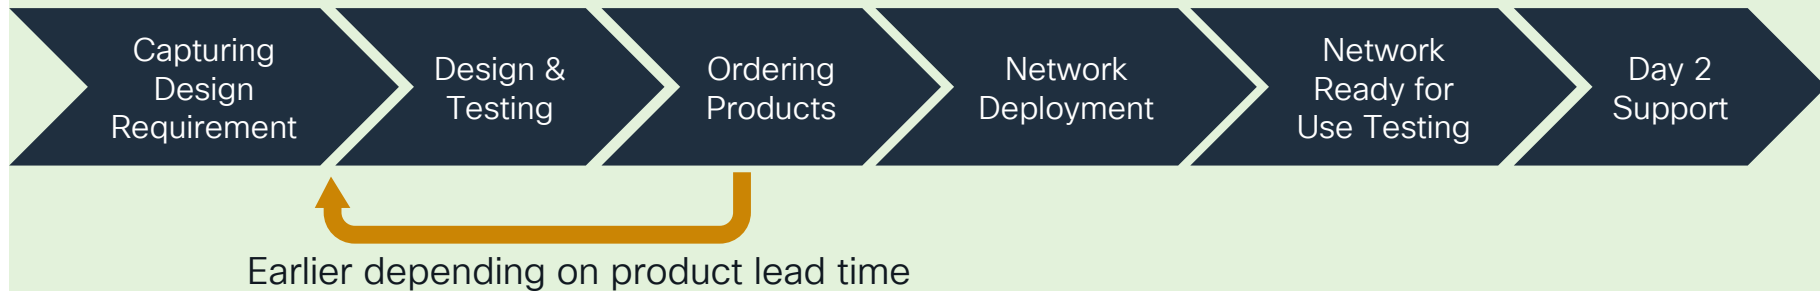 Capturing
Design
Requirement
Design &
Testing
Ordering
Products
Network
Deployment
Network
Ready for
Use Testing
Day 2
Support
Earlier depending on product lead time